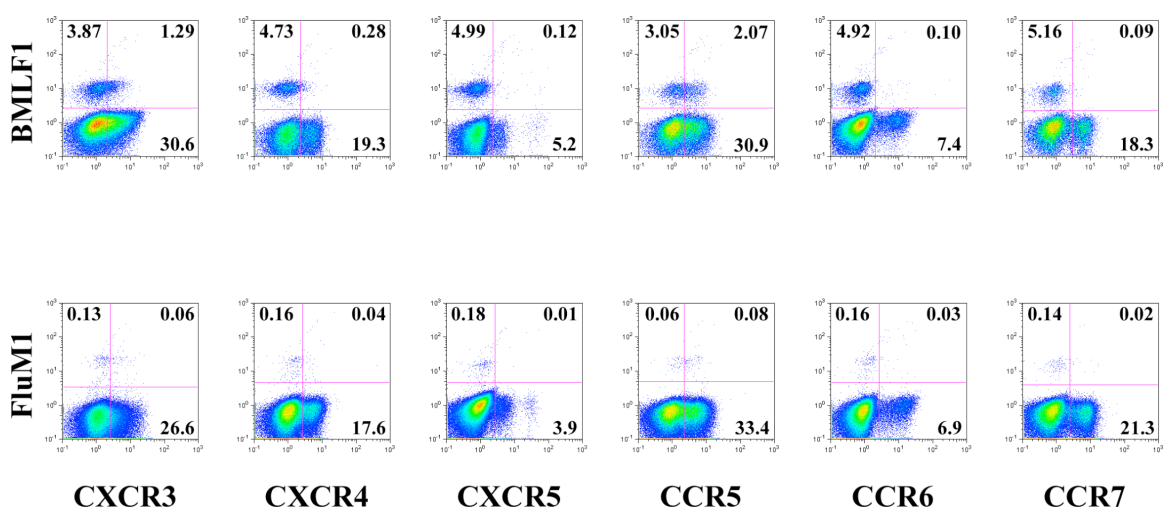 BMLF1
3.87 1.29 4.73 0.28 4.99 0.12 3.05 2.07 4.92 0.10 5.16 0.09
30.6 19.3 5.2 30.9 7.4 18.3
FluM1
0.13 0.06 0.16 0.04 0.18 0.01 0.06 0.08 0.16 0.03 0.14 0.02
26.6 17.6 3.9 33.4 6.9 21.3
CXCR3 CXCR4 CXCR5 CCR5 CCR6 CCR7